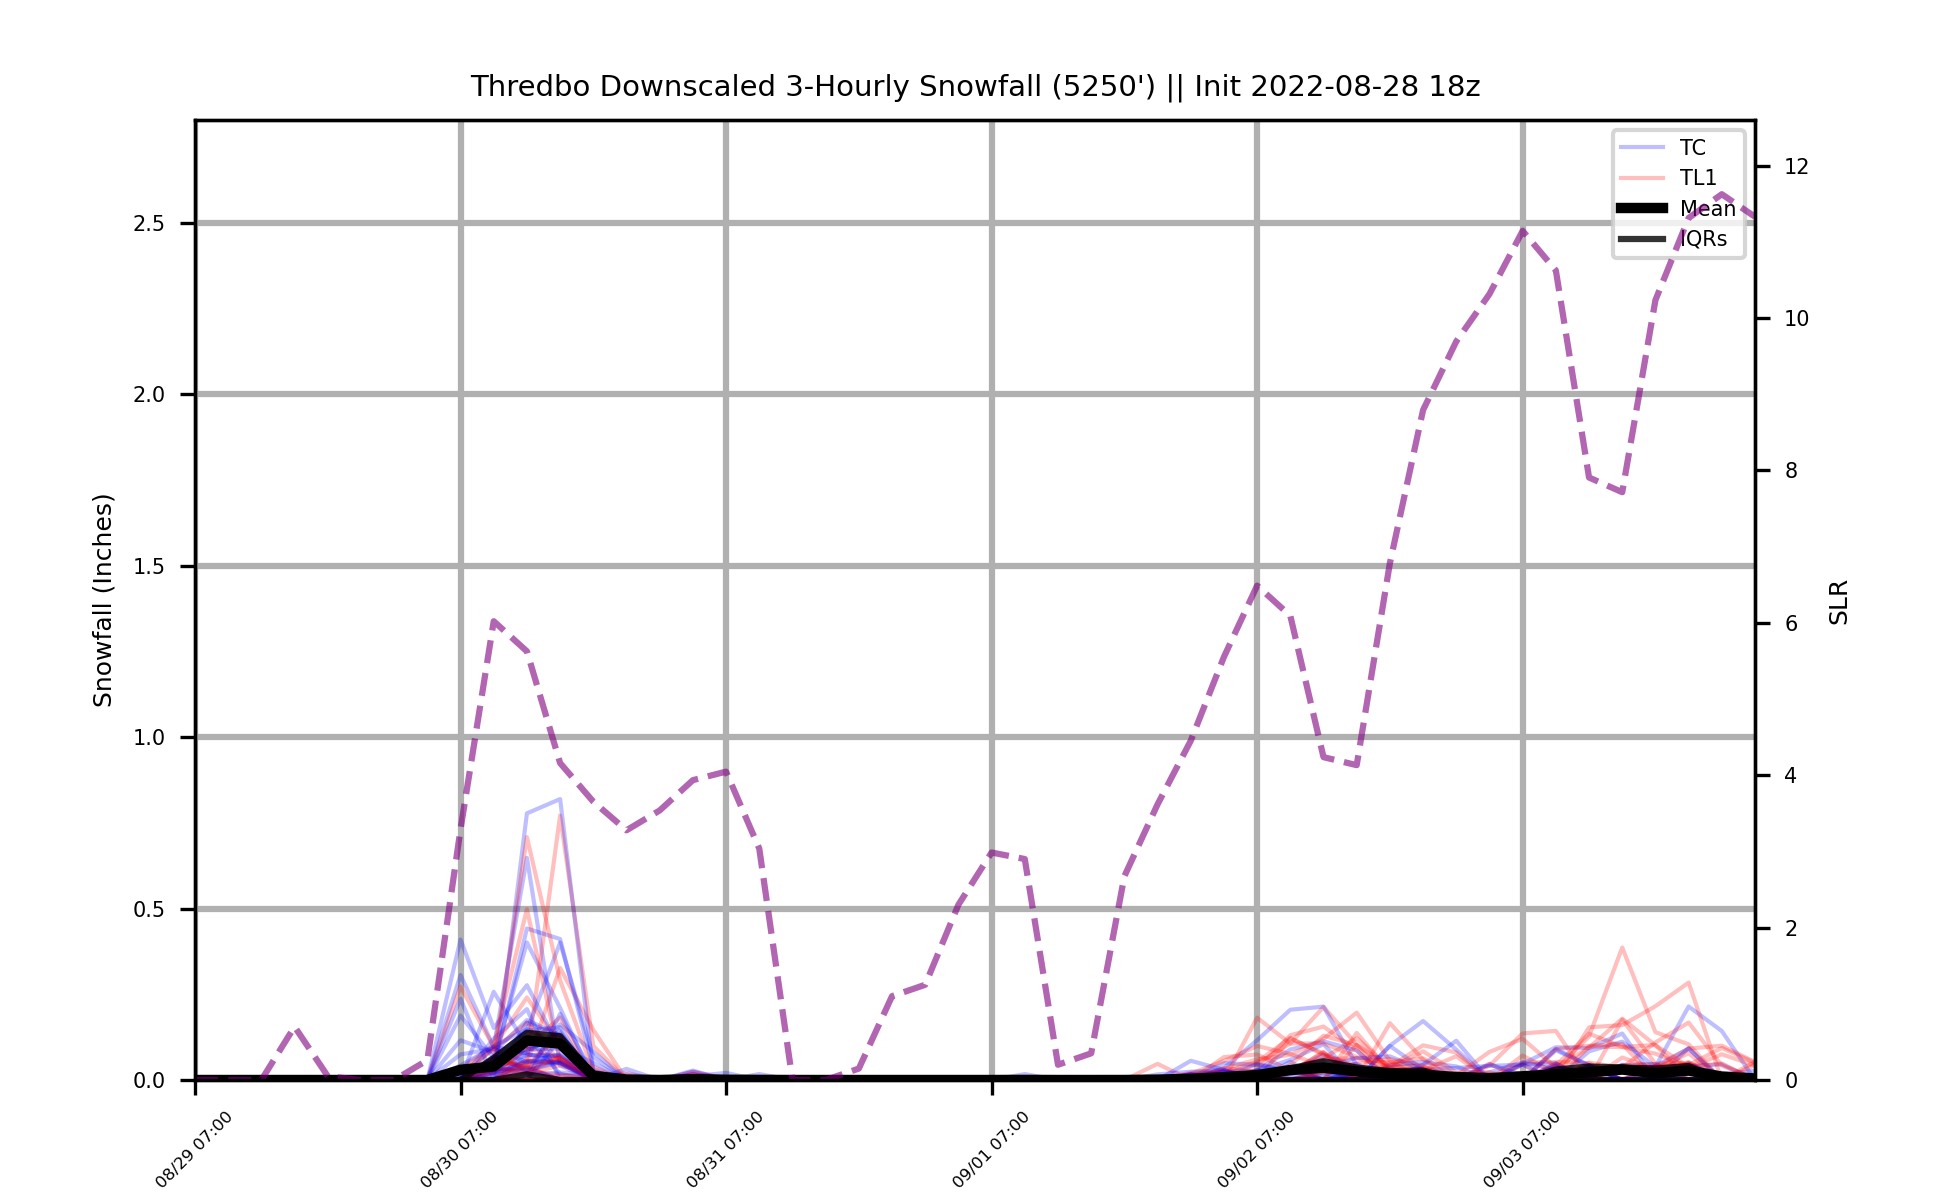 Thredbo Downscaled 3-Hourly Snowfall (5250') || Init 2022-08-28 18z
TC
TL1
Mean
IQRs
2.5
2.0
1.5
1.0
0.5
0.0
Snowfall (Inches)
12
10
8
6
4
2
0
SLR
08/29 07:00
08/30 07:00
08/31 07:00
09/01 07:00
09/02 07:00
09/03 07:00